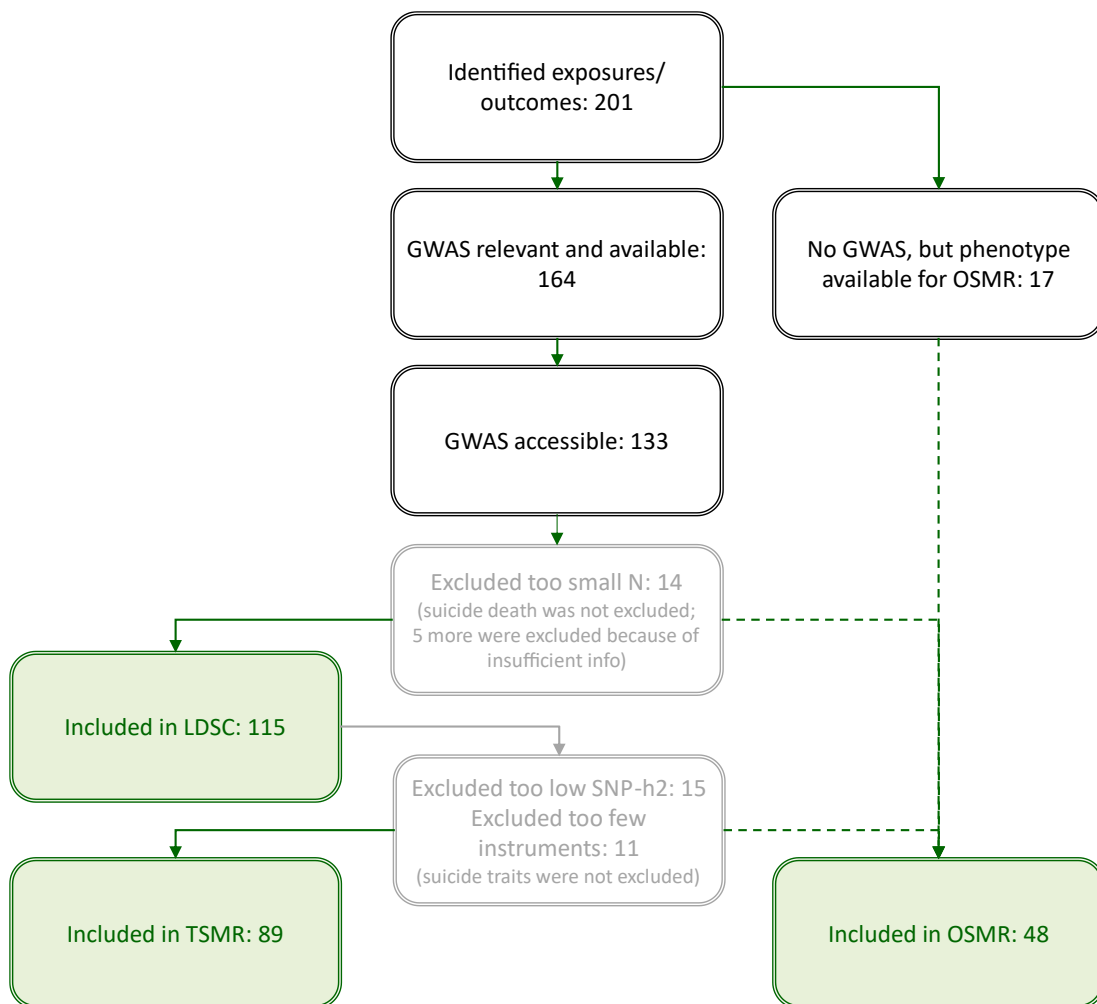 Identified exposures/
outcomes: 201
GWAS relevant and available:
164
No GWAS, but phenotype
available for OSMR: 17
GWAS accessible: 133
Excluded too small N: 14
(suicide death was not excluded;
5 more were excluded because of
insufficient info)
Included in LDSC: 115
Excluded too low SNP-h2: 15
Excluded too few
instruments: 11
(suicide traits were not excluded)
Included in TSMR: 89
Included in OSMR: 48